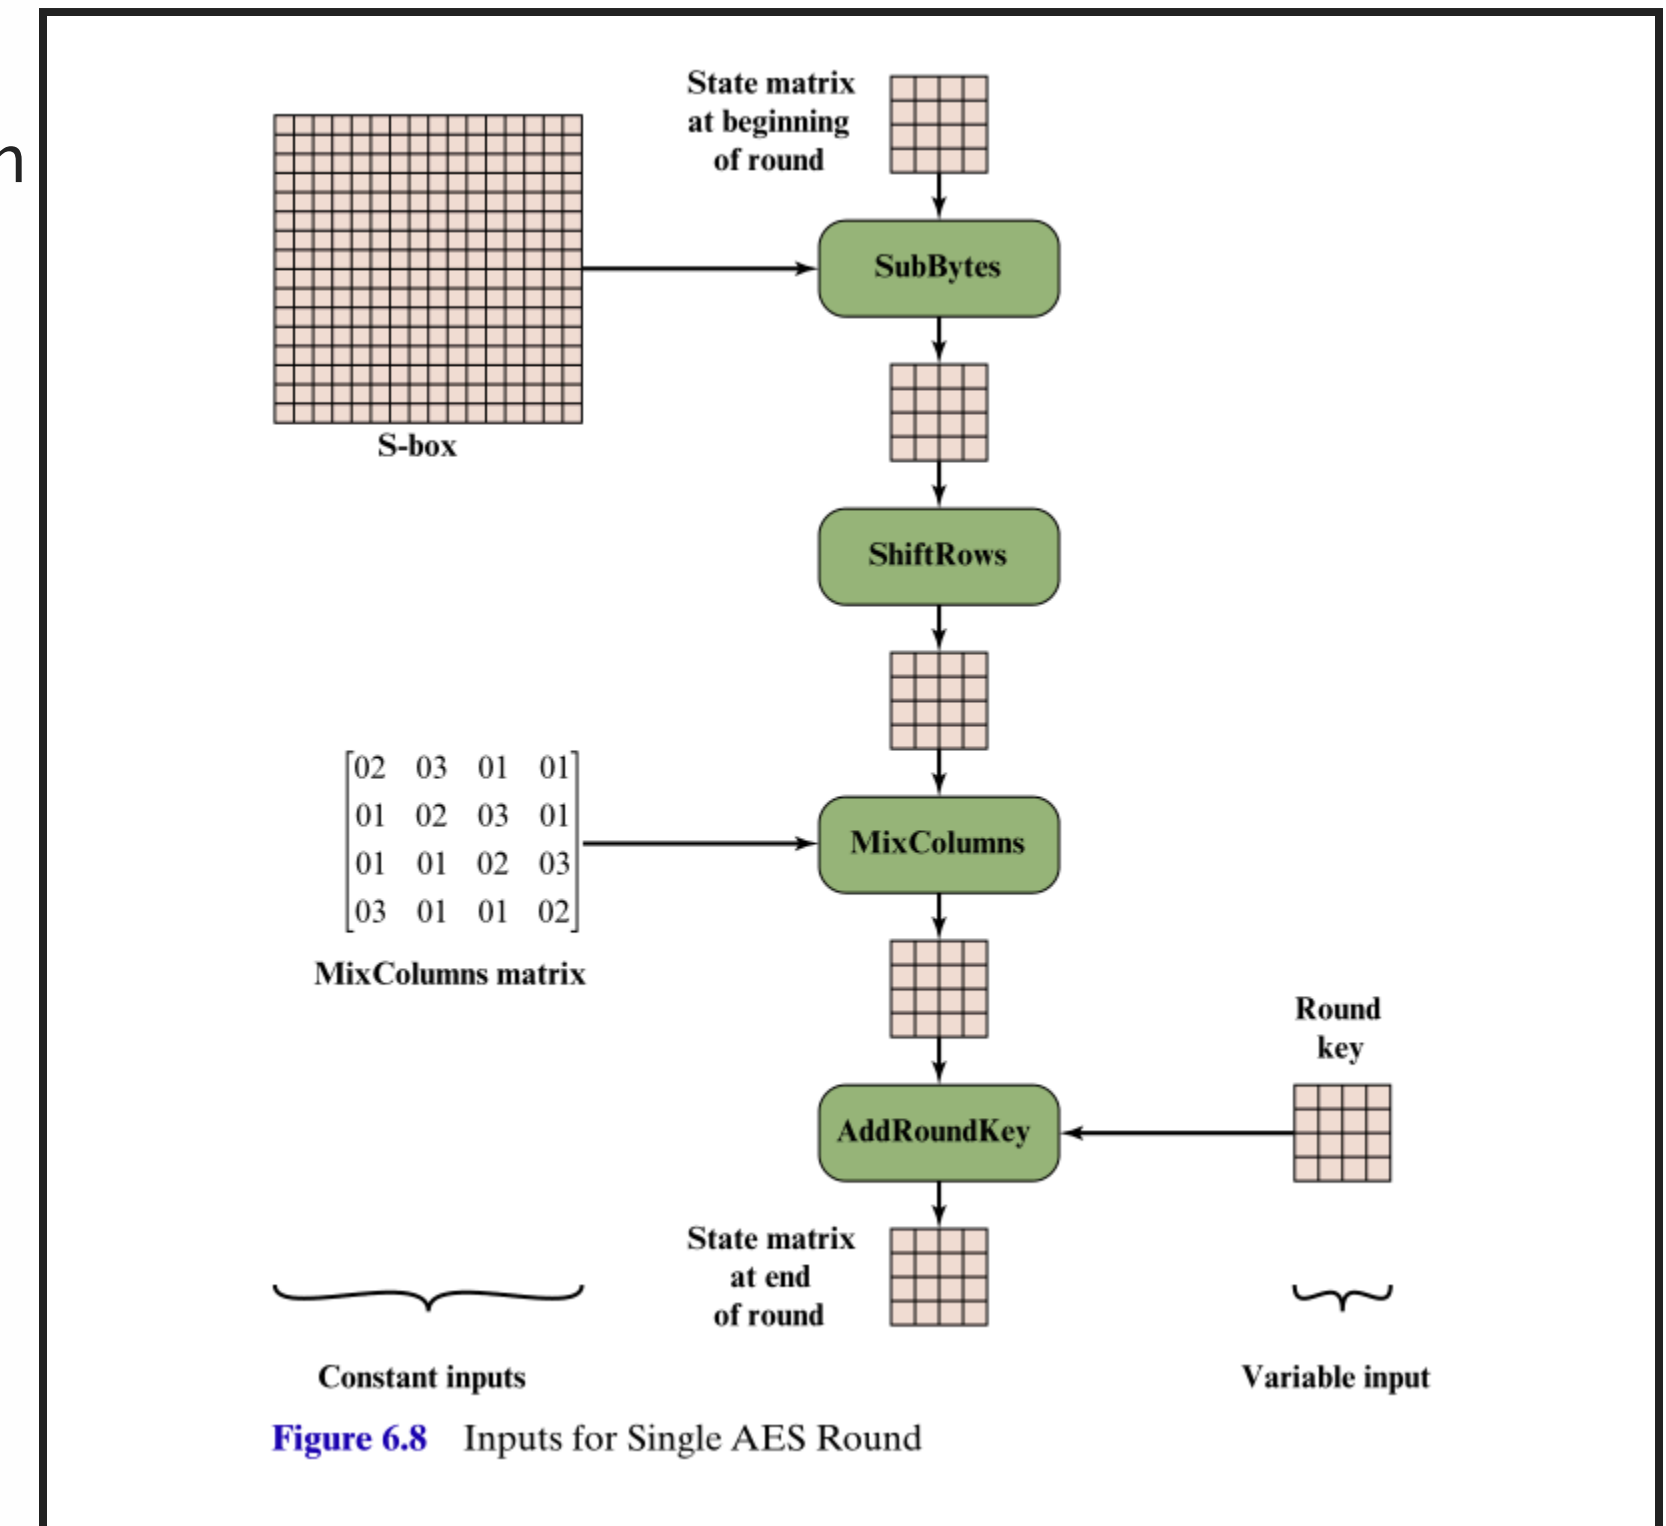 n
State matrix
at beginning
of round
SubBytes
S-box
ShiftRows
02 03 01 01
01 02 03 01
01 01 02 03
03 01 01 02
MixColumns
MixColumns matrix
Round
key
AddRoundKey
State matrix
at end
of round
Constant inputs
Variable input
Figure 6.8 Inputs for Single AES Round